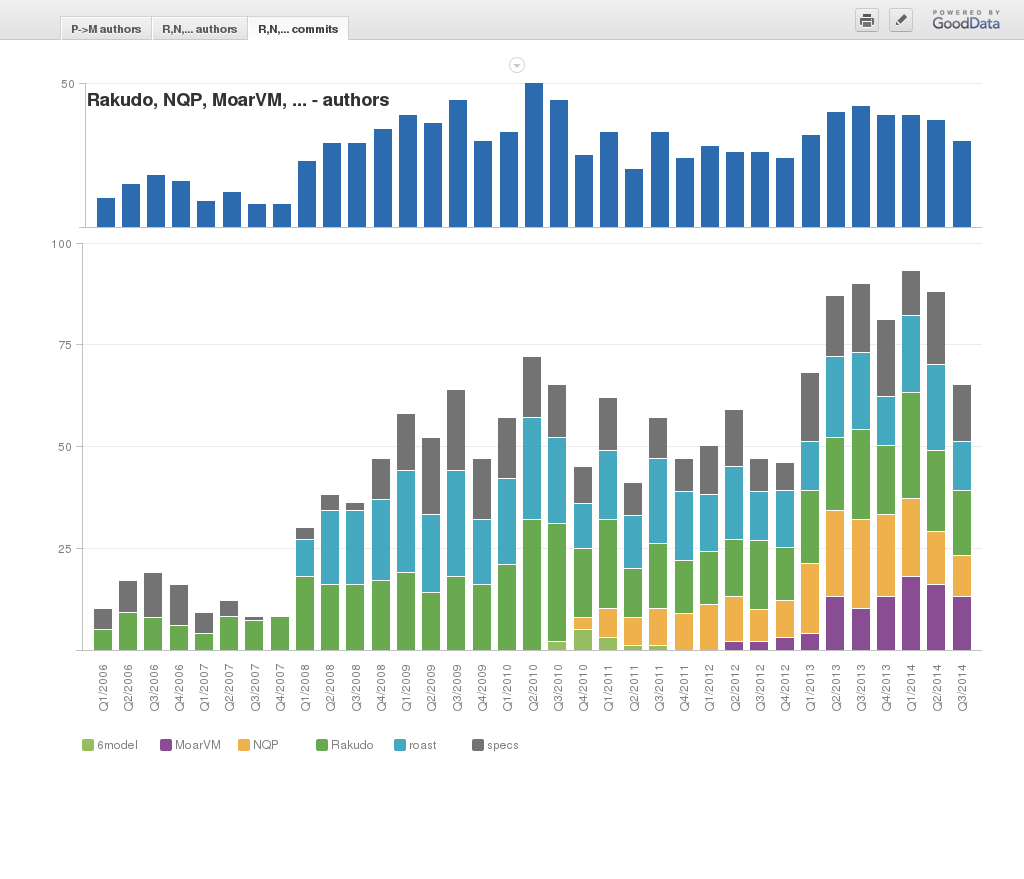 P->M authors R,N,... authors R,N,... commits
POWERED BY
GoodData
50
Rakudo, NQP, MoarVM, ... - authors
100
75
50
25
Q1/2006 Q2/2006 Q3/2006 Q4/2006 Q1/2007 Q2/2007 Q3/2007 Q4/2007 Q1/2008 Q2/2008 Q3/2008 Q4/2008 Q1/2009 Q2/2009 Q3/2009 Q4/2009 Q1/2010 Q2/2010 Q3/2010 Q4/2010 Q1/2011 Q2/2011 Q3/2011 Q4/2011 Q1/2012 Q2/2012 Q3/2012 Q4/2012 Q1/2013 Q2/2013 Q3/2013 Q4/2013 Q1/2014 Q2/2014 Q3/2014
6model MoarVM NQP Rakudo roast specs